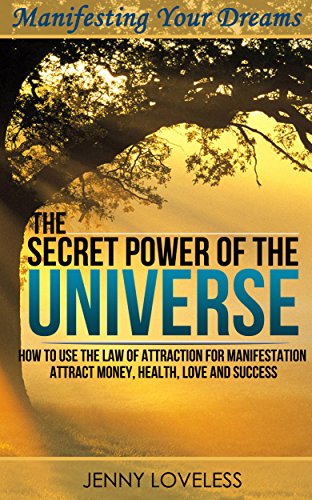 Manifesting Your Dreams
THE
SECRET POWER OF THE
UNIVERSE
HOW TO USE THE LAW OF ATTRACTION FOR MANIFESTATION
ATTRACT MONEY, HEALTH, LOVE AND SUCCESS
JENNY LOVELESS